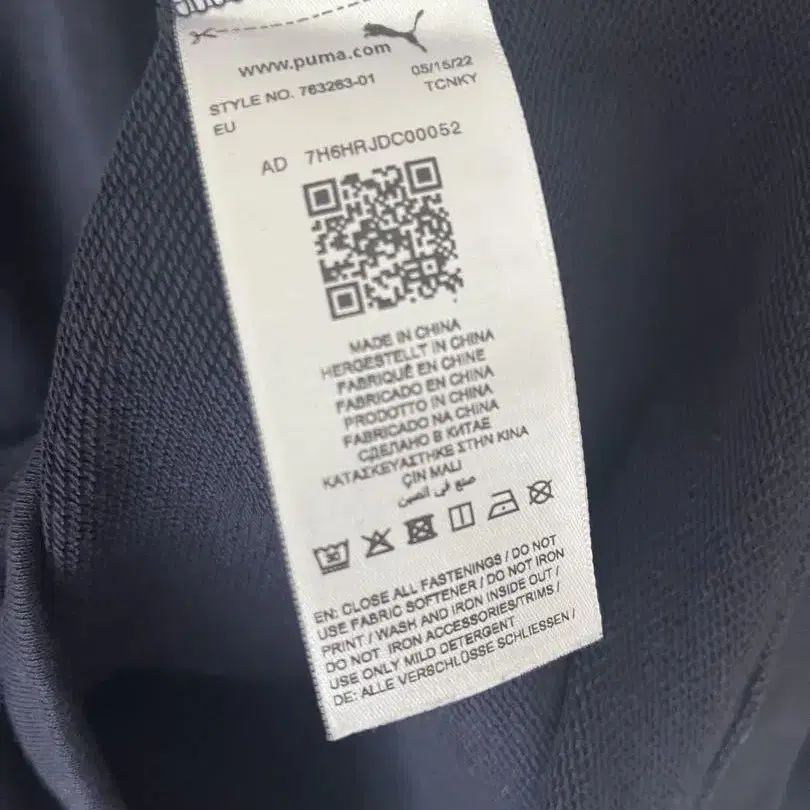 www.puma.com
STYLE NO. 763263-01 05/15/22
EU TCNKY
AD 7H6HRJDC00052
MADE IN CHINA
HERGESTELLT IN CHINA
FABRIQUÉ EN CHINE
FABRICADO EN CHINA
PRODOTTO IN CHINA
FABRICADO NA CHINA
СДЕЛАНО В КИТАЕ
ΚΑΤΑΣΚΕΥΑΣΤΗΚΕ ΣΤΗΝ ΚΙΝΑ
ÇIN MALI
صنع في الصين
30
EN: CLOSE ALL FASTENINGS / DO NOT
USE FABRIC SOFTENER / DO NOT IRON
PRINT / WASH AND IRON INSIDE OUT /
DO NOT IRON ACCESSORIES/TRIMS /
USE ONLY MILD DETERGENT
DE: ALLE VERSCHLÜSSE SCHLIESSEN /